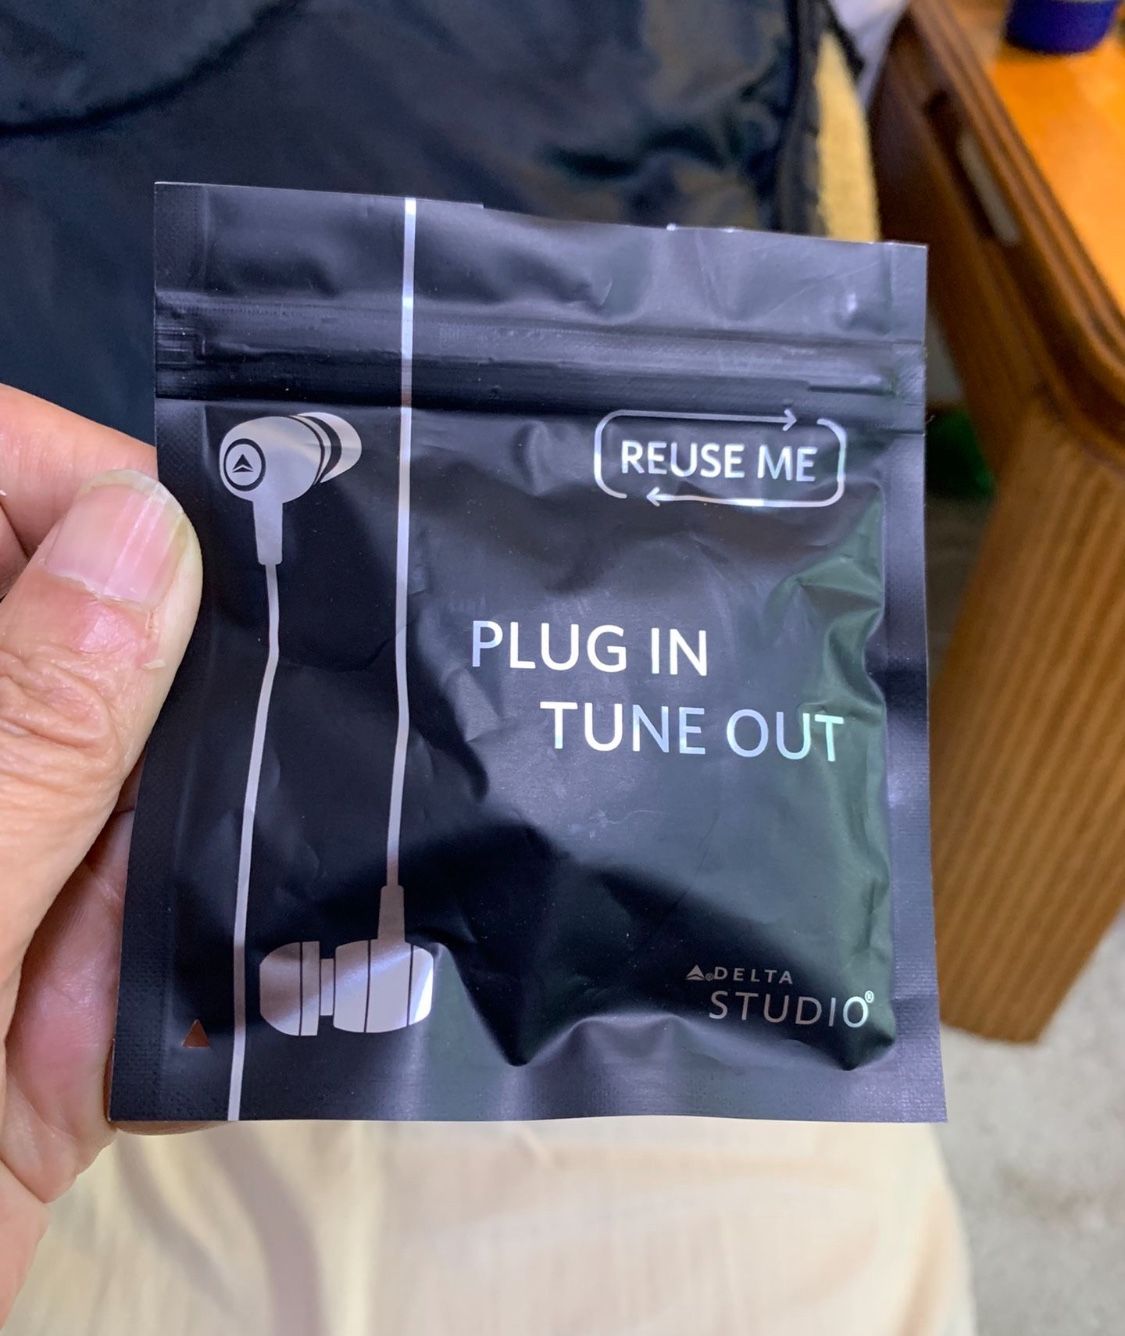 REUSE ME
PLUG IN
TUNE OUT
DELTA
STUDIO®